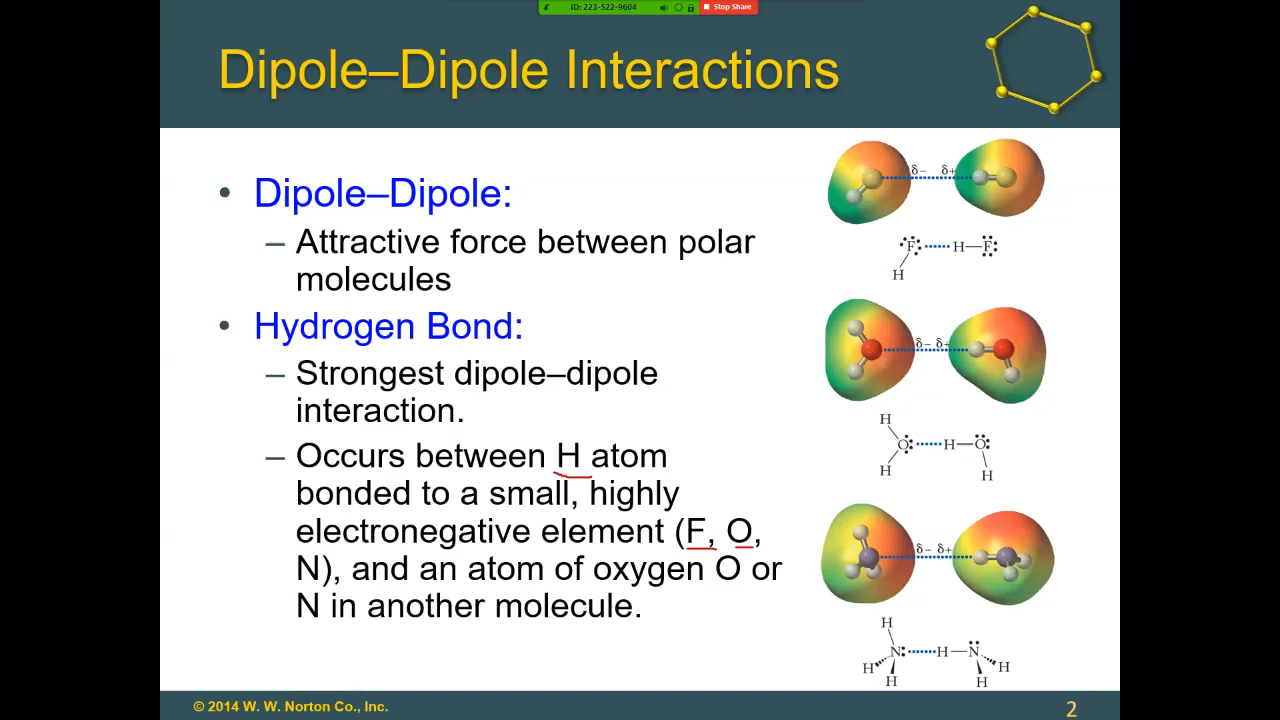 ID: 223-522-9604 Stop Share
Dipole–Dipole Interactions
• Dipole–Dipole:
– Attractive force between polar
molecules
• Hydrogen Bond:
– Strongest dipole–dipole
interaction.
– Occurs between H atom
bonded to a small, highly
electronegative element (F, O,
N), and an atom of oxygen O or
N in another molecule.
δ− δ+
F H—F
H
δ− δ+
H
O H—O
H H
δ− δ+
H
N H—N
H H
H H
© 2014 W. W. Norton Co., Inc.
2